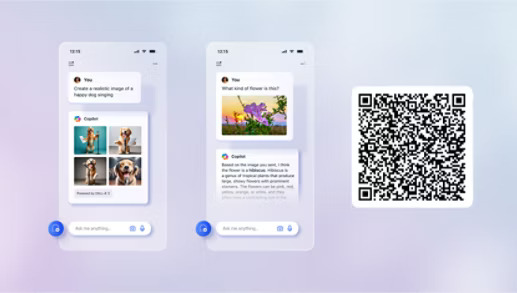 12:15
You
Create a realistic image of a
happy dog singing
Copilot
Powered by DALL·E 3
Ask me anything...
12:15
You
What kind of flower is this?
Copilot
Based on the image you sent, I think
the flower is a hibiscus. Hibiscus is
a genus of tropical plants that produce
large, showy flowers with prominent
stamens. The flowers can be pink, red,
yellow, orange, or white, and they
Ask me anything...